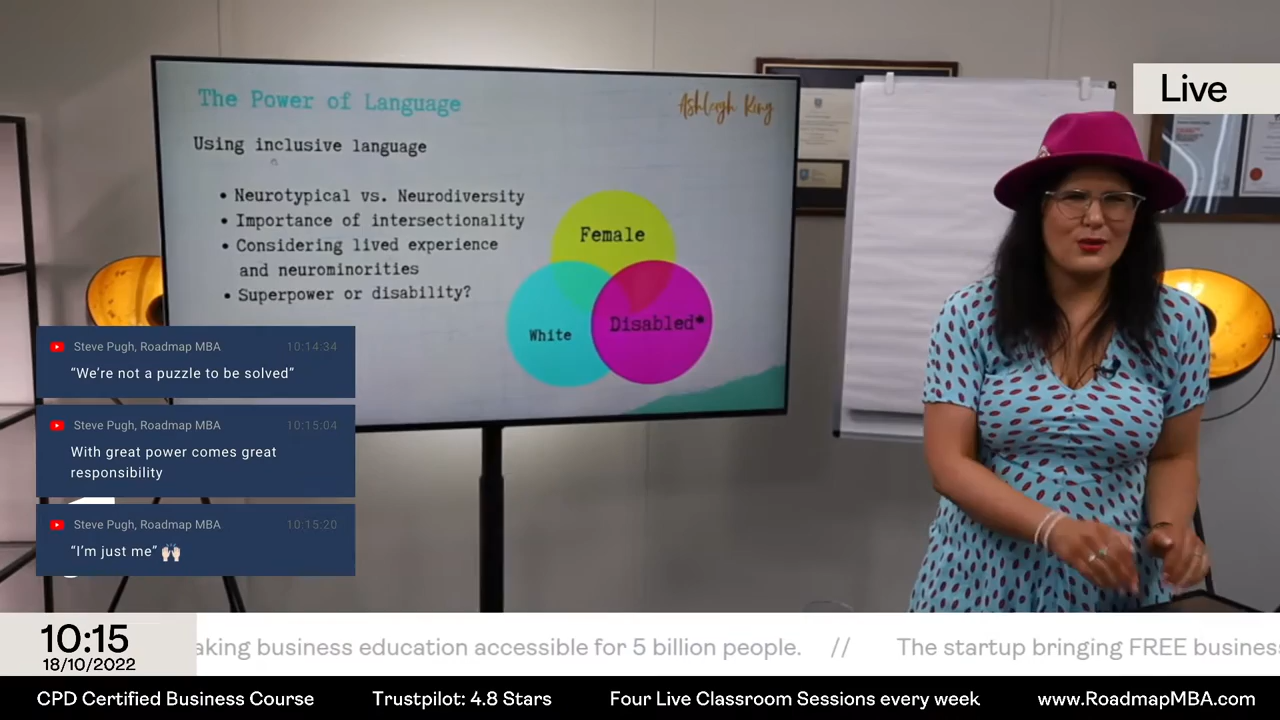 The Power of Language
Ashleigh King
Using inclusive language
• Neurotypical vs. Neurodiversity
• Importance of intersectionality
• Considering lived experience
and neurominorities
• Superpower or disability?
Female
White
Disabled*
Live
Steve Pugh, Roadmap MBA 10:14:34
“We’re not a puzzle to be solved”
Steve Pugh, Roadmap MBA 10:15:04
With great power comes great
responsibility
Steve Pugh, Roadmap MBA 10:15:20
“I’m just me” 🙌🏻
10:15
18/10/2022
aking business education accessible for 5 billion people. // The startup bringing FREE business
CPD Certified Business Course Trustpilot: 4.8 Stars Four Live Classroom Sessions every week www.RoadmapMBA.com